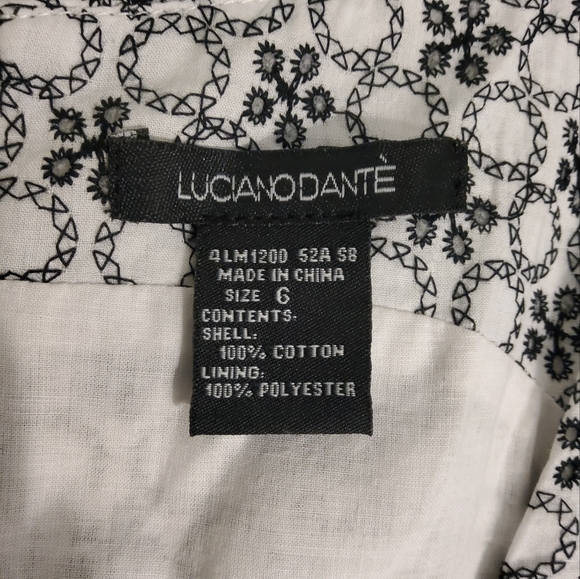 LUCIANO DANTÈ
4LM1200 52A S8
MADE IN CHINA
SIZE 6
CONTENTS:
SHELL:
100% COTTON
LINING:
100% POLYESTER